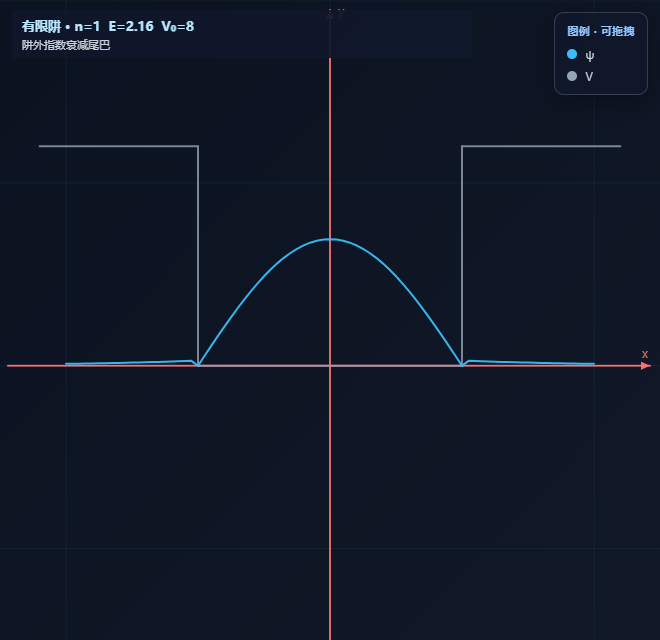 有限阱 • n=1 E=2.16 V₀=8
阱外指数衰减尾巴
图例 · 可拖拽
ψ
V
x